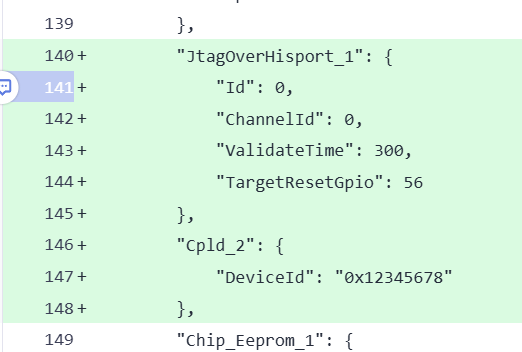 139 },
140 + "JtagOverHisport_1": {
141 + "Id": 0,
142 + "ChannelId": 0,
143 + "ValidateTime": 300,
144 + "TargetResetGpio": 56
145 + },
146 + "Cpld_2": {
147 + "DeviceId": "0x12345678"
148 + },
149 "Chip_Eeprom_1": {